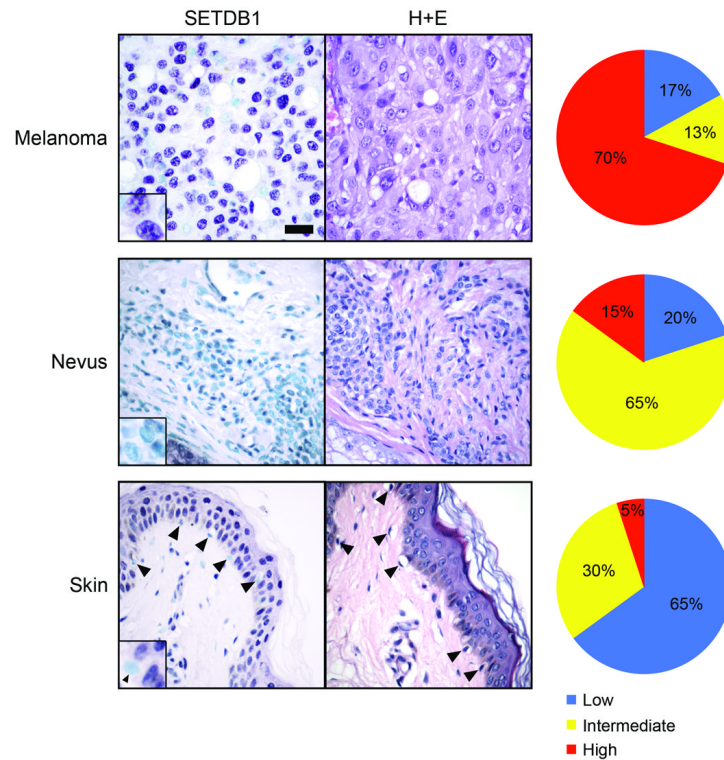 SETDB1 H+E
Melanoma
17%
13%
70%
Nevus
15%
20%
65%
Skin
5%
30%
65%
Low
Intermediate
High